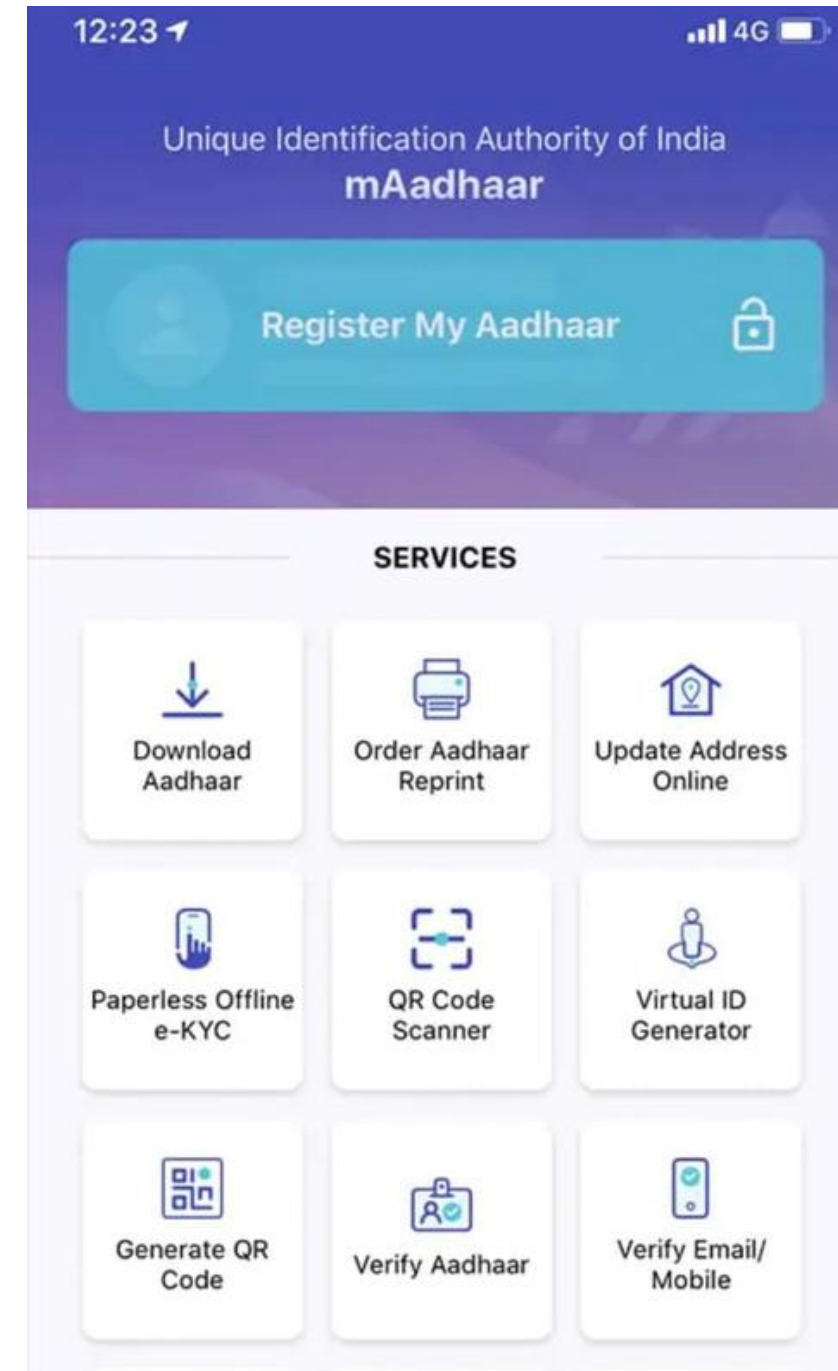 12:23 4G
Unique Identification Authority of India
mAadhaar
Register My Aadhaar
SERVICES
Download
Aadhaar
Order Aadhaar
Reprint
Update Address
Online
Paperless Offline
e-KYC
QR Code
Scanner
Virtual ID
Generator
Generate QR
Code
Verify Aadhaar
Verify Email/
Mobile